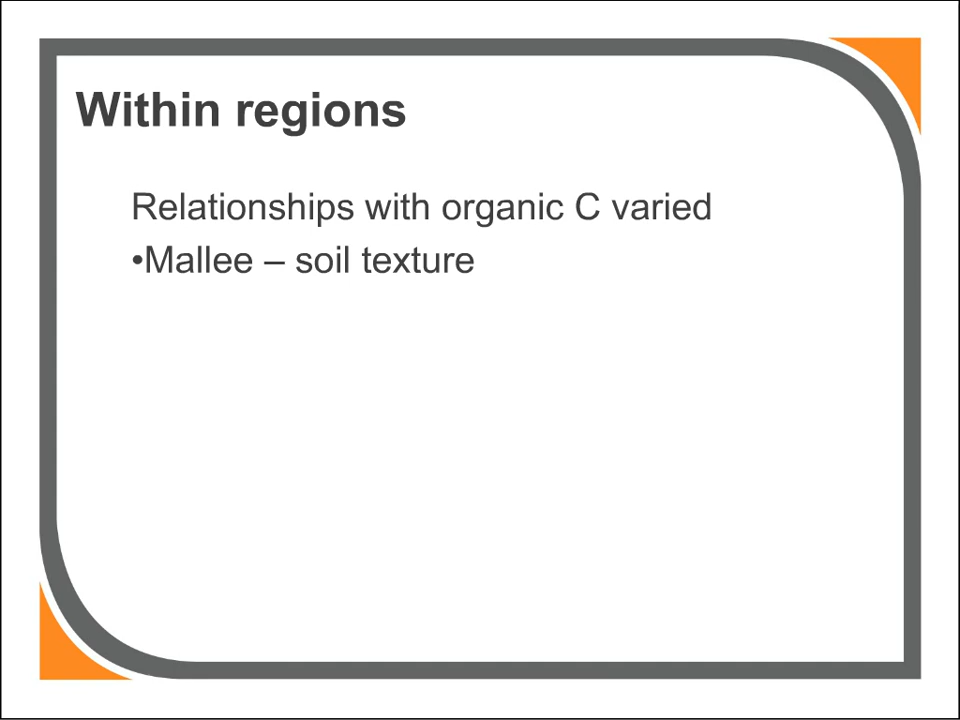 Within regions
Relationships with organic C varied
•Mallee – soil texture